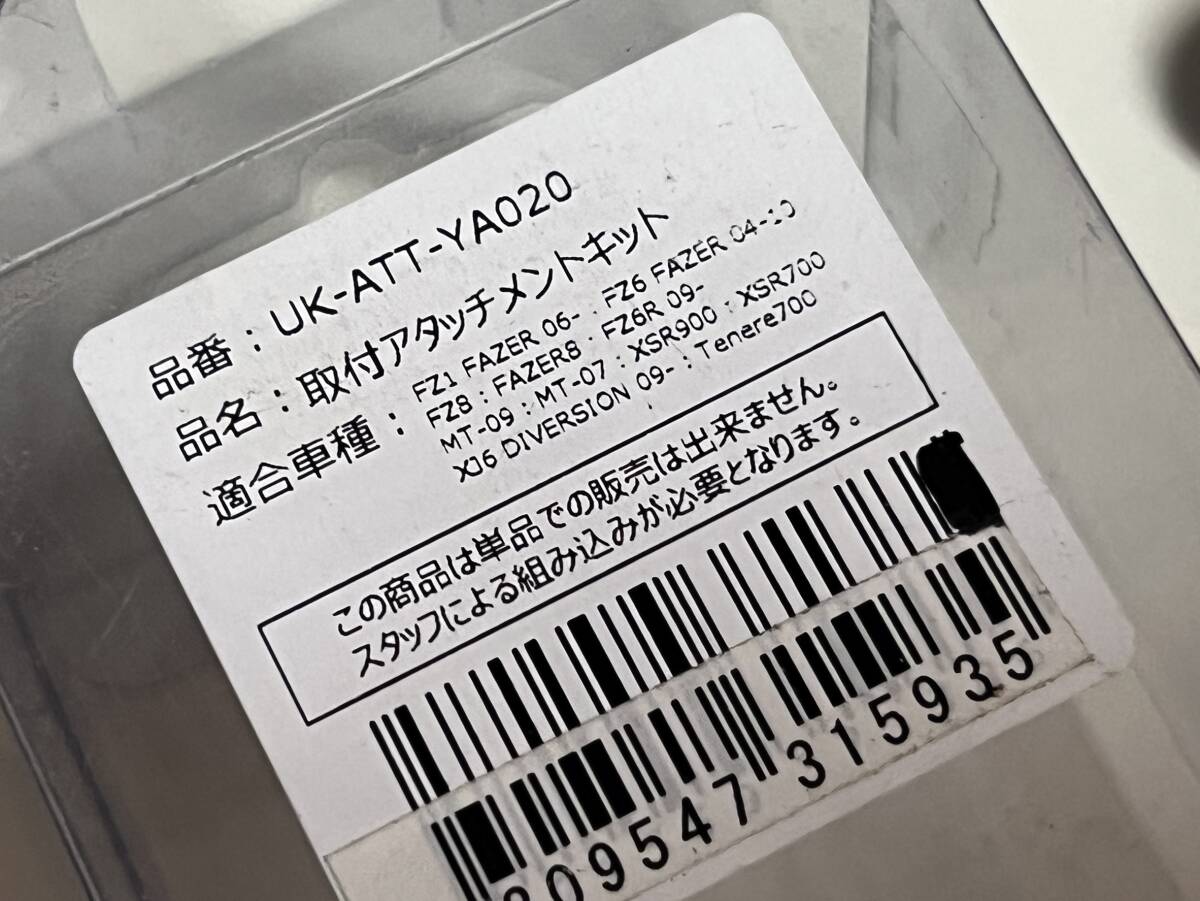 品番：UK-ATT-YA020
品名：取付アタッチメントキット
適合車種：FZ1 FAZER 06-：FZ6 FAZER 04-10
FZ8：FAZER8：FZ6R 09-
MT-09：MT-07：XSR900：XSR700
XJ6 DIVERSION 09-：Tenere700
この商品は単品での販売は出来ません。
スタッフによる組み込みが必要となります。
809547315935